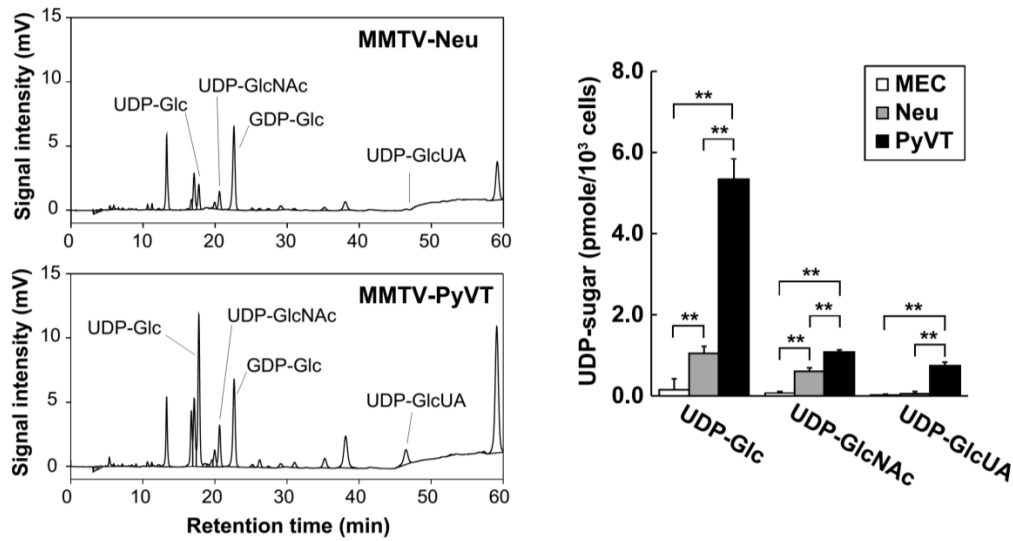 MMTV-Neu
Signal intensity (mV)
15
10
5
0
UDP-Glc
UDP-GlcNAc
GDP-Glc
UDP-GlcUA
0 10 20 30 40 50 60
MMTV-PyVT
Signal intensity (mV)
15
10
5
0
UDP-Glc
UDP-GlcNAc
GDP-Glc
UDP-GlcUA
0 10 20 30 40 50 60
Retention time (min)
UDP-sugar (pmole/10³ cells)
8.0
6.0
4.0
2.0
0.0
MEC
Neu
PyVT
**
**
**
**
**
**
**
**
UDP-Glc
UDP-GlcNAc
UDP-GlcUA